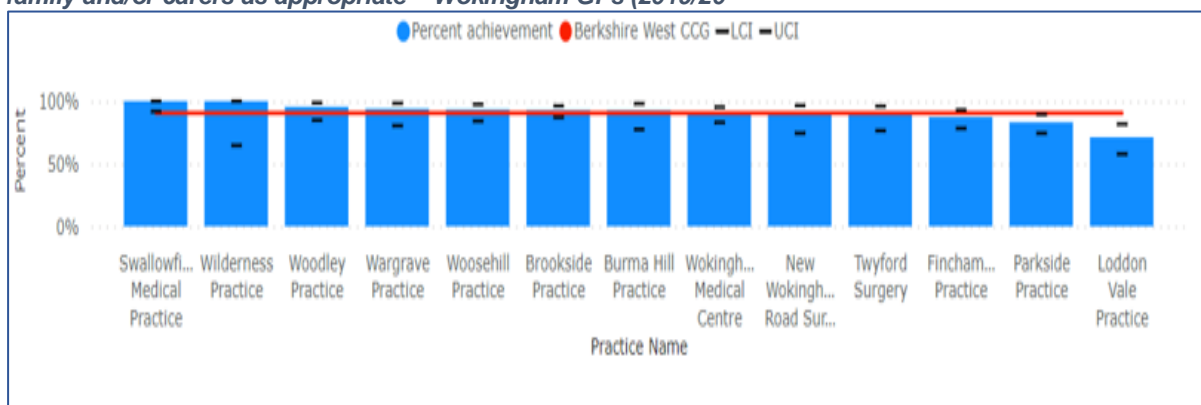 family and/or carers as appropriate – Wokingham GPs (2019/20
Percent achievement Berkshire West CCG LCI UCI
Percent
100%
50%
0%
Swallowfi... Medical Practice
Wilderness Practice
Woodley Practice
Wargrave Practice
Woosehill Practice
Brookside Practice
Burma Hill Practice
Wokingh... Medical Centre
New Wokingh... Road Sur...
Twyford Surgery
Fincham... Practice
Parkside Practice
Loddon Vale Practice
Practice Name